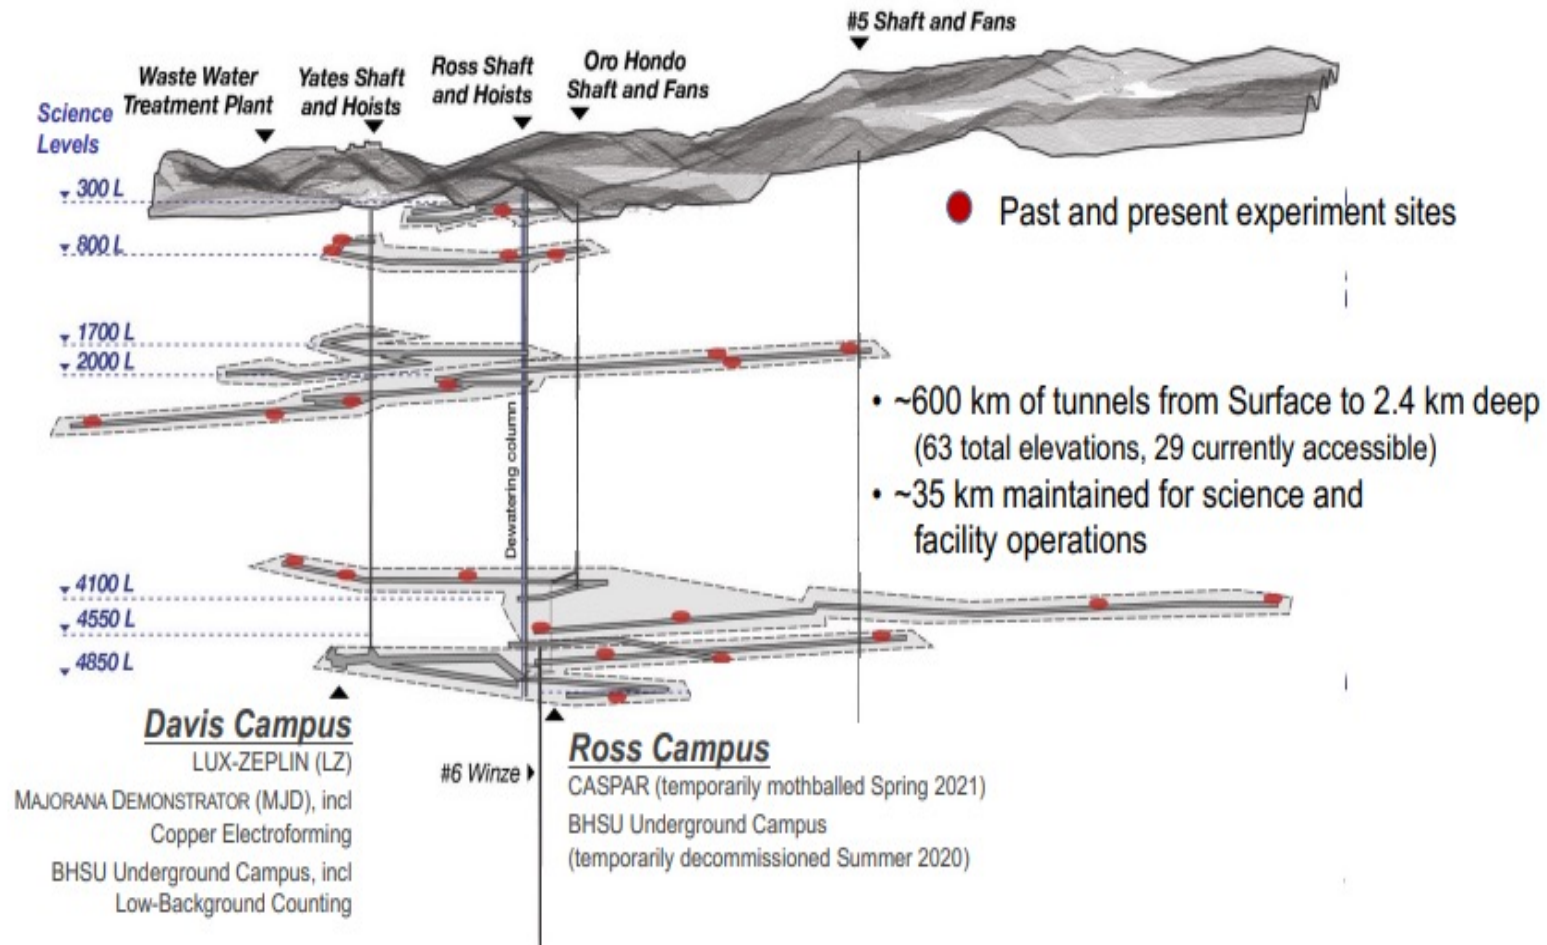 #5 Shaft and Fans
Oro Hondo
Shaft and Fans
Ross Shaft
and Hoists
Yates Shaft
and Hoists
Waste Water
Treatment Plant
Science
Levels
300 L
800 L
1700 L
2000 L
4100 L
4550 L
4850 L
Dewatering column
Past and present experiment sites
• ~600 km of tunnels from Surface to 2.4 km deep
(63 total elevations, 29 currently accessible)
• ~35 km maintained for science and
facility operations
Davis Campus
LUX-ZEPLIN (LZ)
MAJORANA DEMONSTRATOR (MJD), incl
Copper Electroforming
BHSU Underground Campus, incl
Low-Background Counting
#6 Winze
Ross Campus
CASPAR (temporarily mothballed Spring 2021)
BHSU Underground Campus
(temporarily decommissioned Summer 2020)